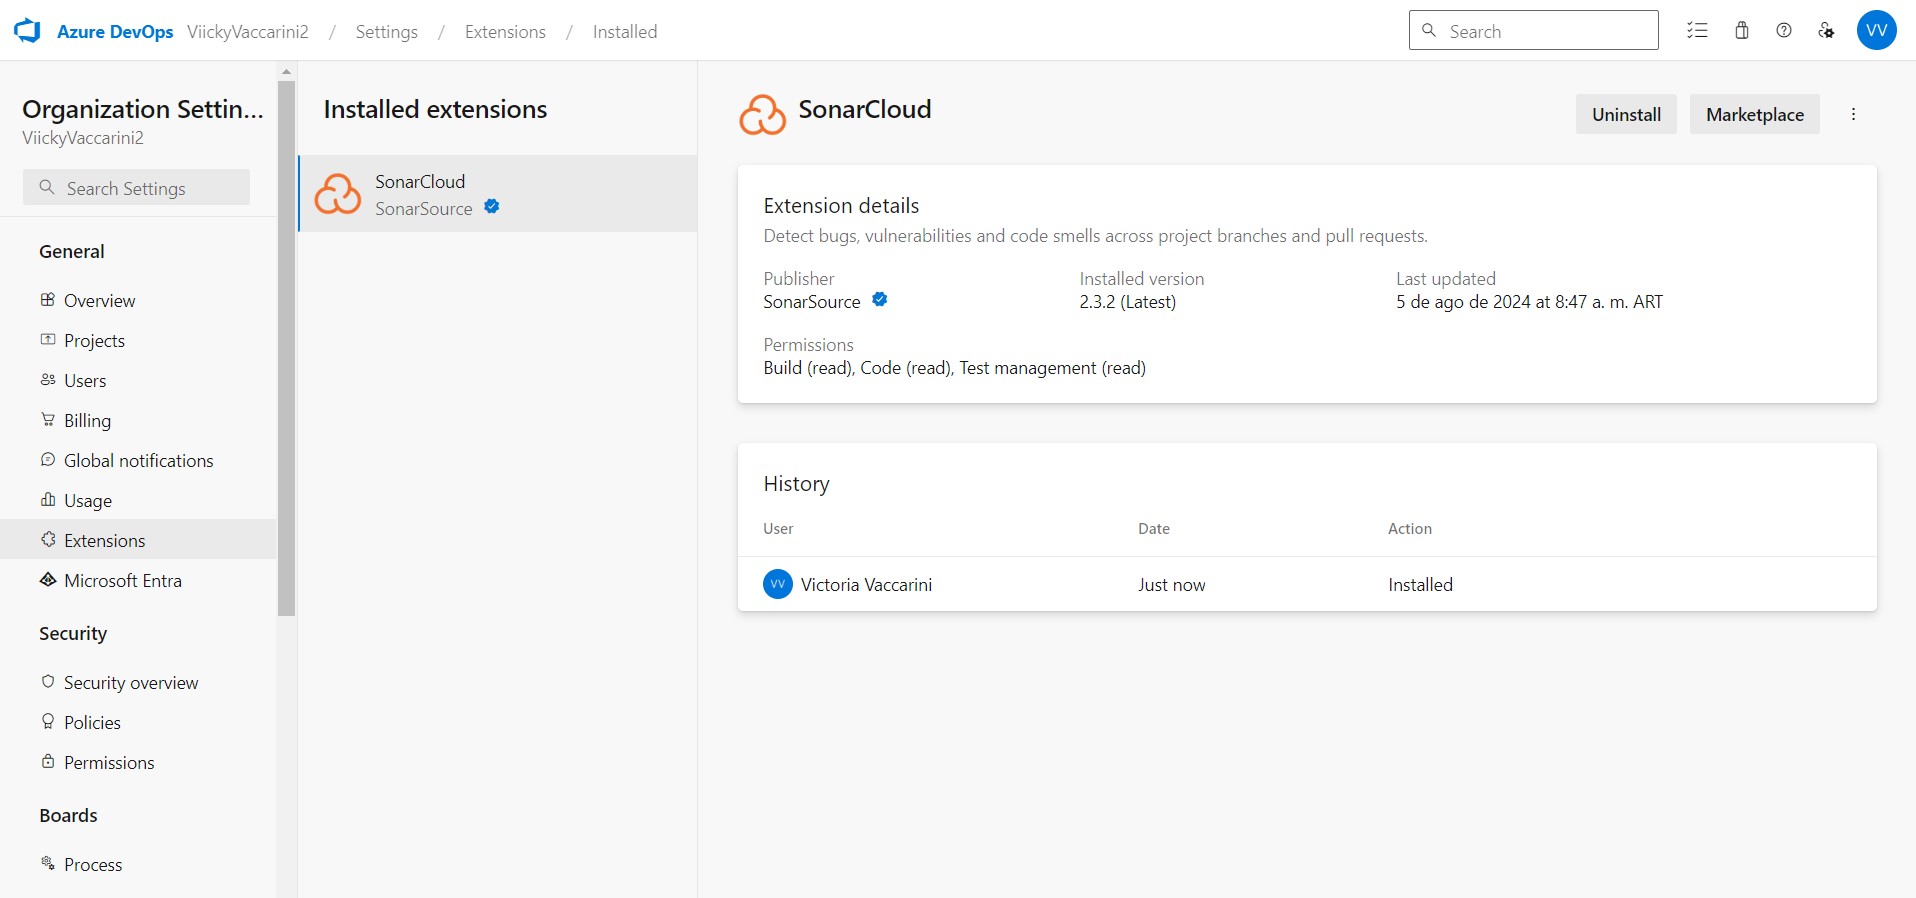 Azure DevOps ViickyVaccarini2 / Settings / Extensions / Installed
Search
VV
Organization Settin...
ViickyVaccarini2
Search Settings
General
Overview
Projects
Users
Billing
Global notifications
Usage
Extensions
Microsoft Entra
Security
Security overview
Policies
Permissions
Boards
Process
Installed extensions
SonarCloud
SonarSource
SonarCloud
Uninstall
Marketplace
Extension details
Detect bugs, vulnerabilities and code smells across project branches and pull requests.
Publisher Installed version Last updated
SonarSource 2.3.2 (Latest) 5 de ago de 2024 at 8:47 a. m. ART
Permissions
Build (read), Code (read), Test management (read)
History
User Date Action
VV Victoria Vaccarini Just now Installed